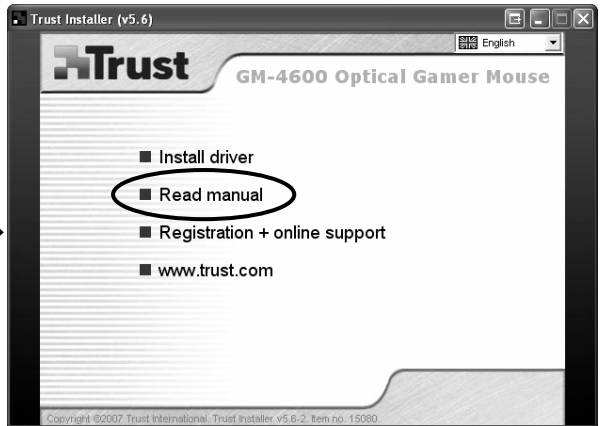 Trust Installer (v5.6)
English
Trust
GM-4600 Optical Gamer Mouse
Install driver
Read manual
Registration + online support
www.trust.com
Copyright ©2007 Trust International. Trust Installer v5.6-2. Item no. 15080.